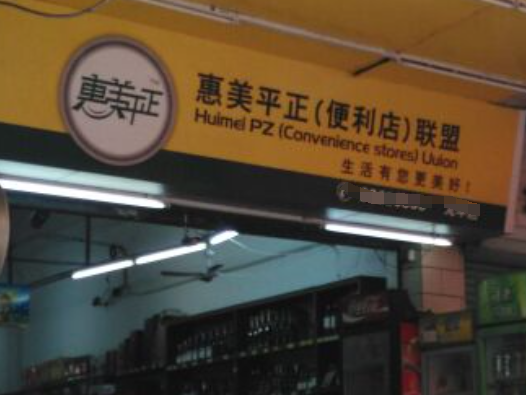 惠美平正
惠美平正(便利店)联盟
Huimei PZ (Convenience stores) Uuion
生活有您更美好!